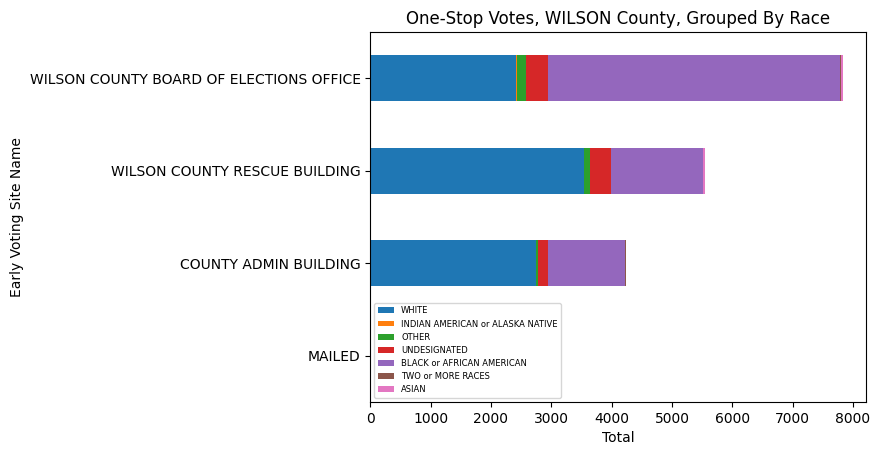 One-Stop Votes, WILSON County, Grouped By Race
Early Voting Site Name
WILSON COUNTY BOARD OF ELECTIONS OFFICE
WILSON COUNTY RESCUE BUILDING
COUNTY ADMIN BUILDING
MAILED
WHITE
INDIAN AMERICAN or ALASKA NATIVE
OTHER
UNDESIGNATED
BLACK or AFRICAN AMERICAN
TWO or MORE RACES
ASIAN
0 1000 2000 3000 4000 5000 6000 7000 8000
Total